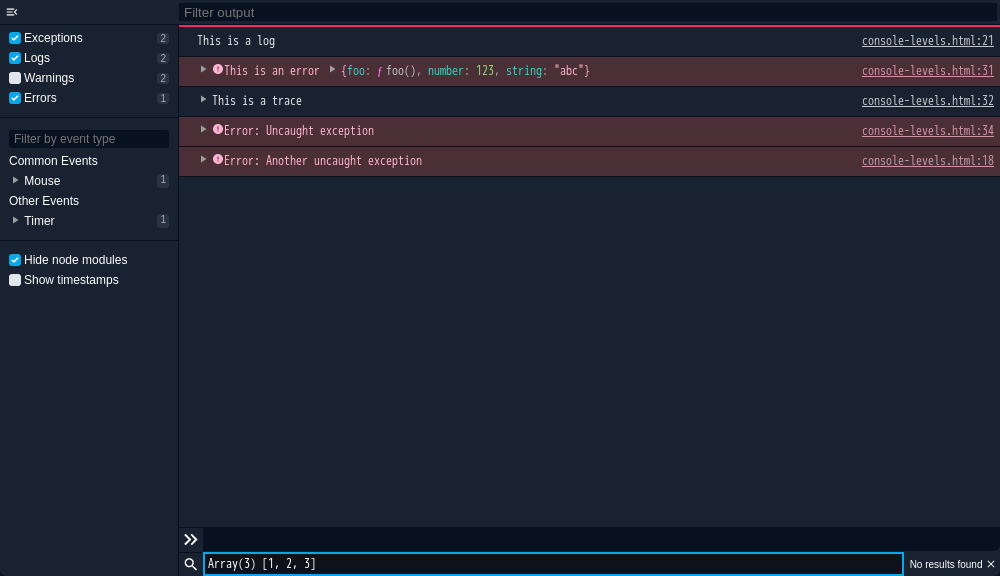 Filter output
Exceptions 2
Logs 2
Warnings 2
Errors 1
Filter by event type
Common Events
Mouse 1
Other Events
Timer 1
Hide node modules
Show timestamps
This is a log console-levels.html:21
This is an error {foo: ƒ foo(), number: 123, string: "abc"} console-levels.html:31
This is a trace console-levels.html:32
Error: Uncaught exception console-levels.html:34
Error: Another uncaught exception console-levels.html:18
Array(3) [1, 2, 3] No results found